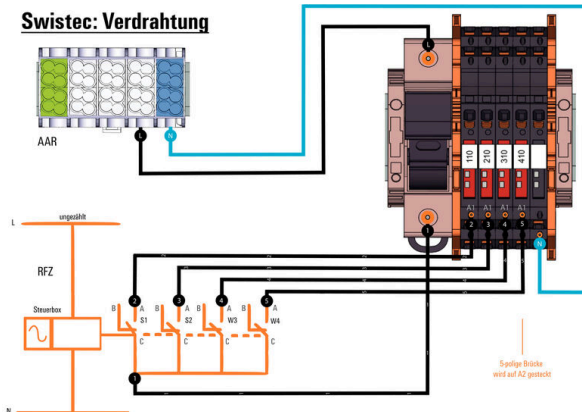 Swistec: Verdrahtung
L
AAR
L
N
110
210
310
410
A1
A1
A1
A1
2
3
4
5
N
1
L
ungezählt
RFZ
Steuerbox
2
3
4
5
B
A
B
A
B
A
B
A
S1
S2
W3
W4
C
C
C
C
1
5-polige Brücke
wird auf A2 gesteckt
N